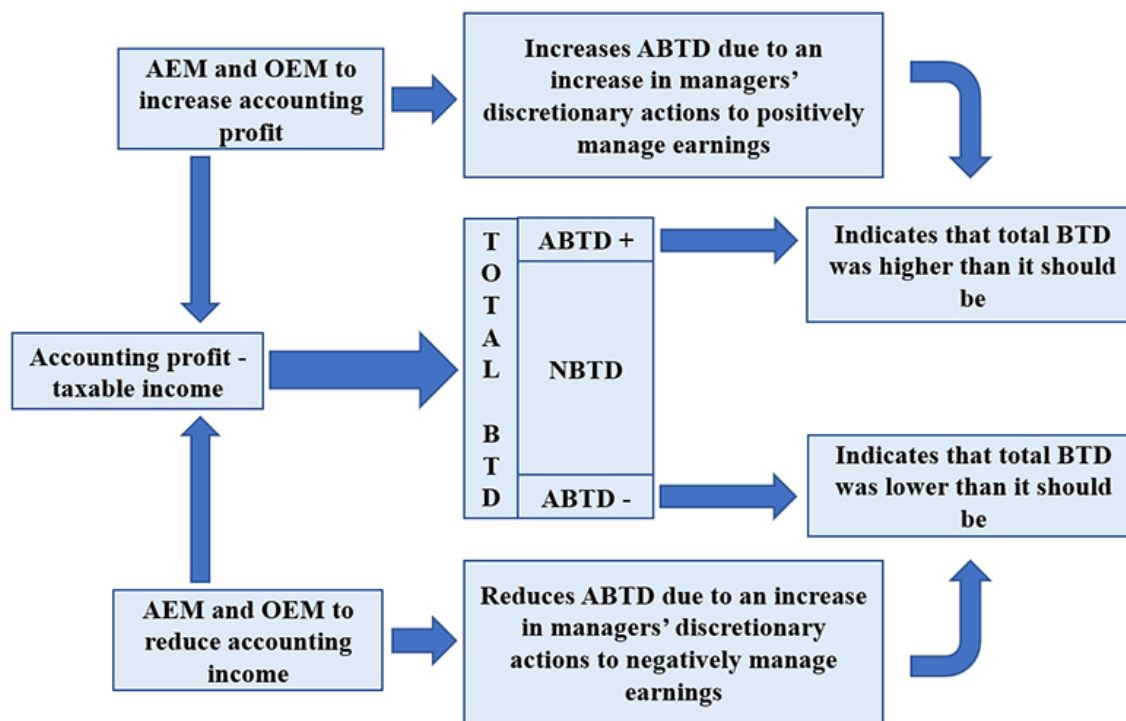 AEM and OEM to
increase accounting
profit
Increases ABTD due to an
increase in managers’
discretionary actions to positively
manage earnings
Accounting profit -
taxable income
T
O
T
A
L
B
T
D
ABTD +
NBTD
ABTD -
Indicates that total BTD
was higher than it should
be
Indicates that total BTD
was lower than it should
be
AEM and OEM to
reduce accounting
income
Reduces ABTD due to an increase
in managers’ discretionary
actions to negatively manage
earnings